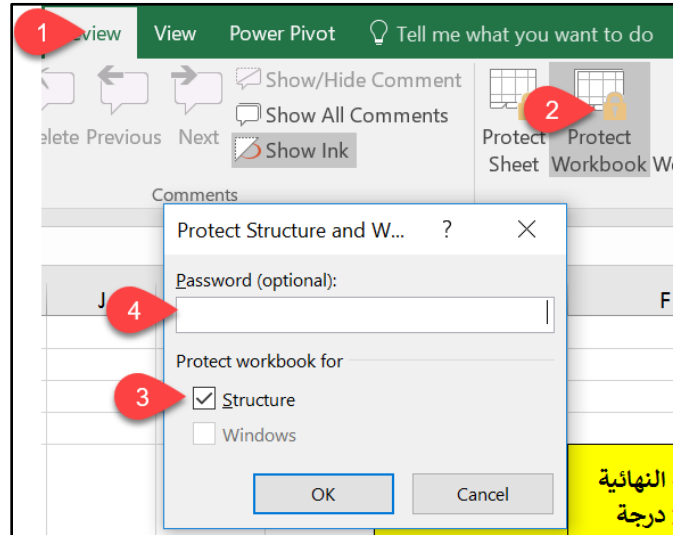 1 eview View Power Pivot Tell me what you want to do
Show/Hide Comment
Show All Comments
Show Ink
elete Previous Next
Comments
2
Protect Sheet
Protect Workbook
Protect Structure and W... ? ×
Password (optional):
4
Protect workbook for
3
Structure
Windows
OK Cancel
J
F
النهائية
درجة